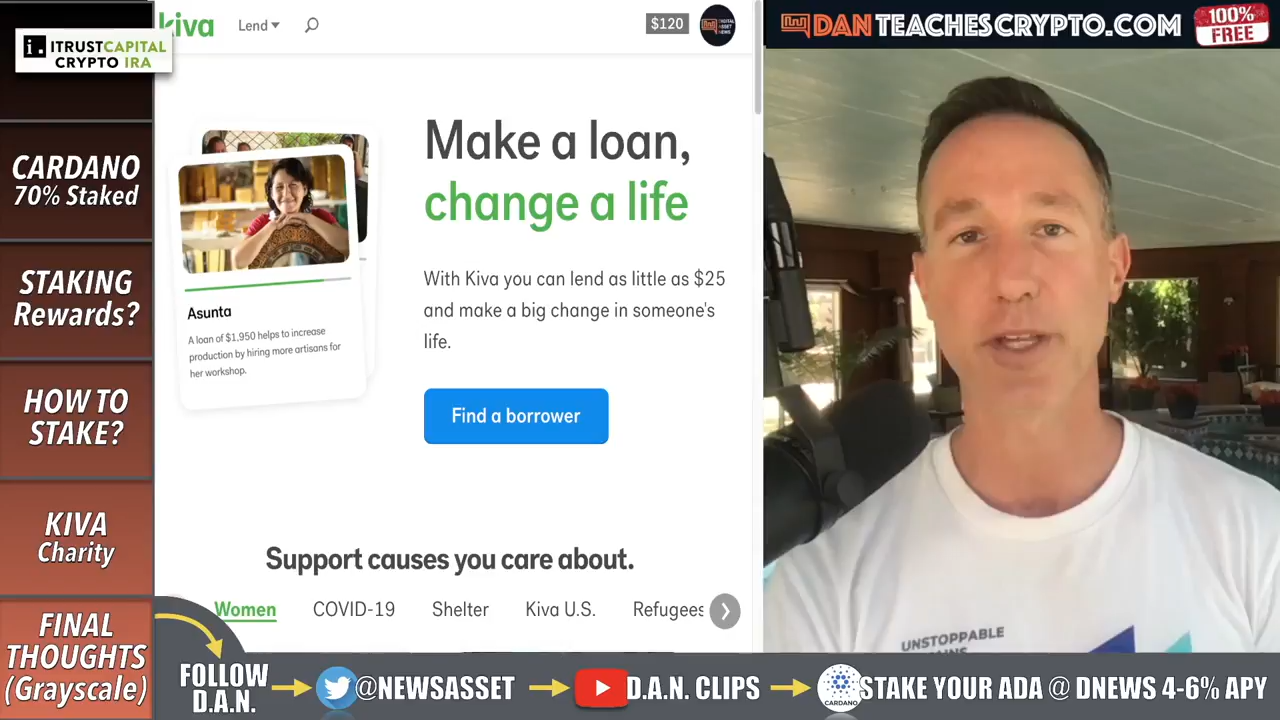 i.
ITRUSTCAPITAL
CRYPTO IRA
CARDANO
70% Staked
STAKING
Rewards?
HOW TO
STAKE?
KIVA
Charity
FINAL
THOUGHTS
(Grayscale)
kiva
Lend
$120
DIGITAL
ASSET
NEWS
Make a loan,
change a life
With Kiva you can lend as little as $25
and make a big change in someone's
life.
Find a borrower
Asunta
A loan of $1,950 helps to increase
production by hiring more artisans for
her workshop.
Support causes you care about.
Women
COVID-19
Shelter
Kiva U.S.
Refugees
DANTEACHESCRYPTO.COM
100%
FREE
UNSTOPPABLE
FOLLOW
D.A.N.
@NEWSASSET
D.A.N. CLIPS
CARDANO
STAKE YOUR ADA @ DNEWS 4-6% APY